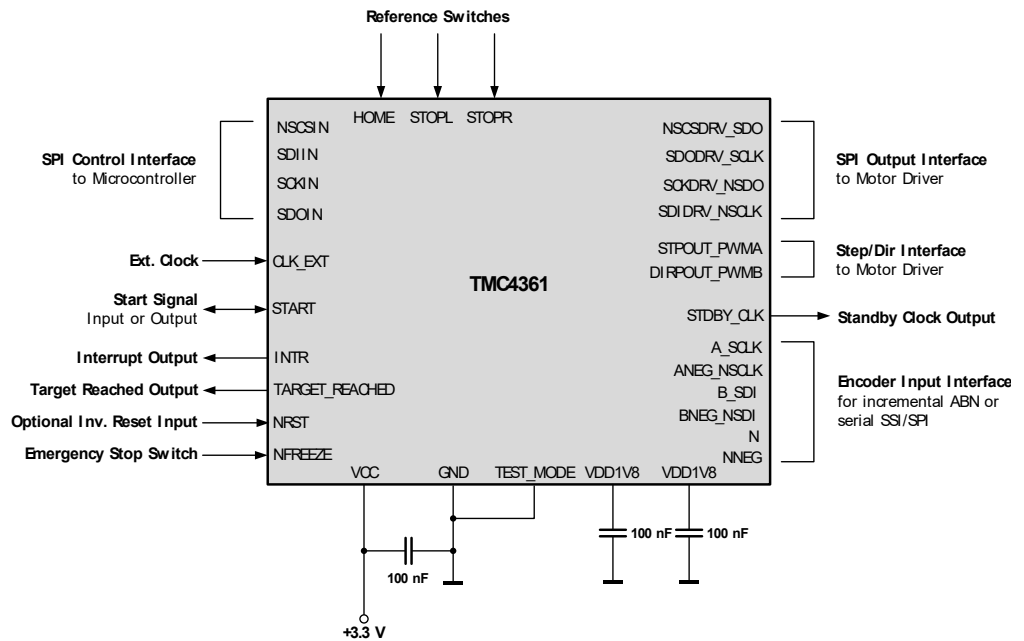 Reference Switches
HOME STOPL STOPR
NSCSIN
SDIIN
SCKIN
SDOIN
SPI Control Interface
to Microcontroller
Ext. Clock
CLK_EXT
Start Signal
Input or Output
START
Interrupt Output
INTR
Target Reached Output
TARGET_REACHED
Optional Inv. Reset Input
NRST
Emergency Stop Switch
NFREEZE
TMC4361
NSCSDRV_SDO
SDODRV_SCLK
SCKDRV_NSDO
SDIDRV_NSCLK
SPI Output Interface
to Motor Driver
STPOUT_PWMA
DIRPOUT_PWMB
Step/Dir Interface
to Motor Driver
STDBY_CLK
Standby Clock Output
A_SCLK
ANEG_NSCLK
B_SDI
BNEG_NSDI
N
NNEG
Encoder Input Interface
for incremental ABN or
serial SSI/SPI
VCC GND TEST_MODE VDD1V8 VDD1V8
100 nF
100 nF
100 nF
+3.3 V